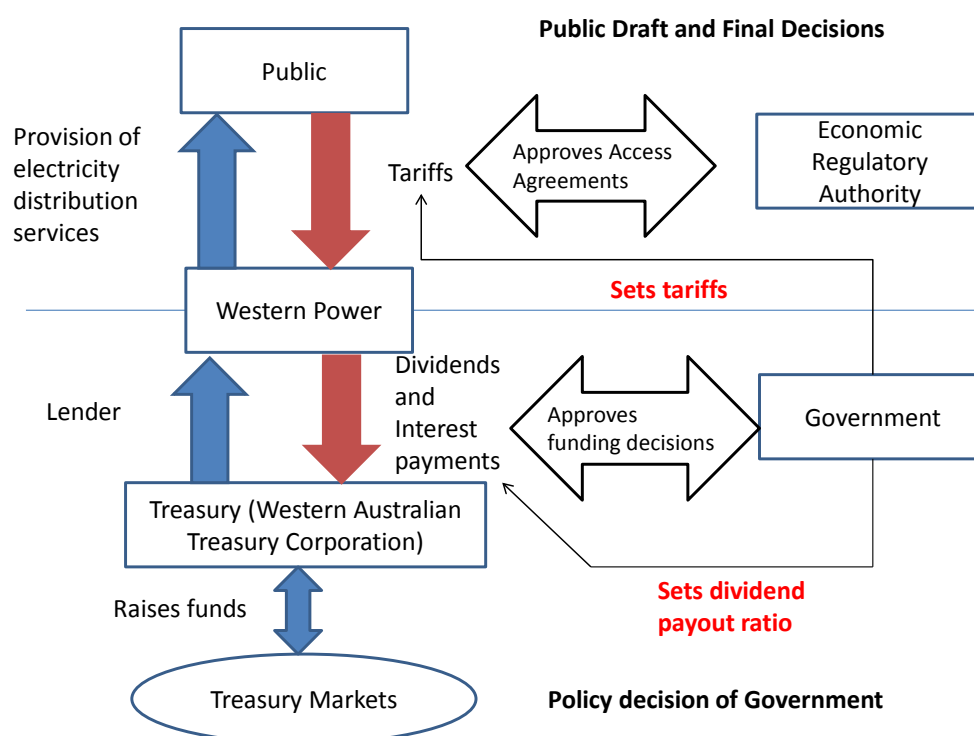 Public Draft and Final Decisions
Public
Provision of
electricity
distribution
services
Tariffs
Approves Access
Agreements
Economic
Regulatory
Authority
Sets tariffs
Western Power
Lender
Dividends
and
Interest
payments
Approves
funding decisions
Government
Treasury (Western Australian
Treasury Corporation)
Raises funds
Sets dividend
payout ratio
Treasury Markets
Policy decision of Government